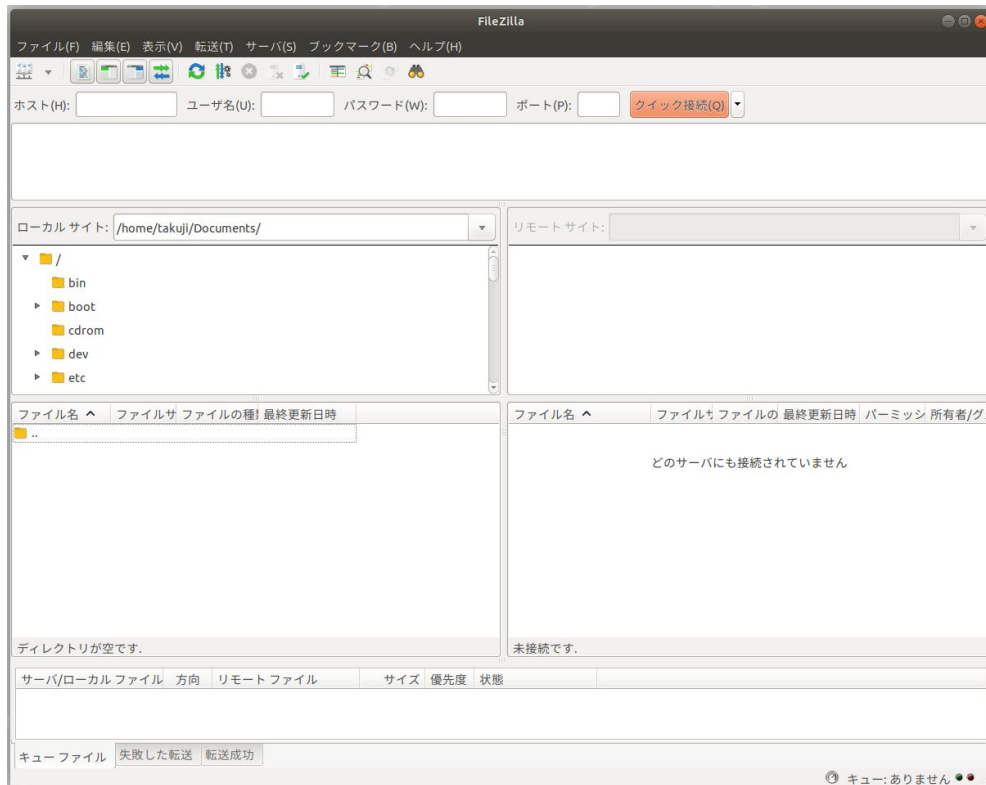 FileZilla
ファイル(F) 編集(E) 表示(V) 転送(T) サーバ(S) ブックマーク(B) ヘルプ(H)
ホスト(H): ユーザ名(U): パスワード(W): ポート(P): クイック接続(Q)
ローカル サイト: /home/takuji/Documents/
/
bin
boot
cdrom
dev
etc
リモート サイト:
ファイル名 ファイルサ ファイルの種 最終更新日時
..
ディレクトリが空です.
ファイル名 ファイルサ ファイルの 最終更新日時 パーミッシ 所有者/グ
どのサーバにも接続されていません
未接続です.
サーバ/ローカル ファイル 方向 リモート ファイル サイズ 優先度 状態
キュー ファイル 失敗した転送 転送成功
キュー: ありません